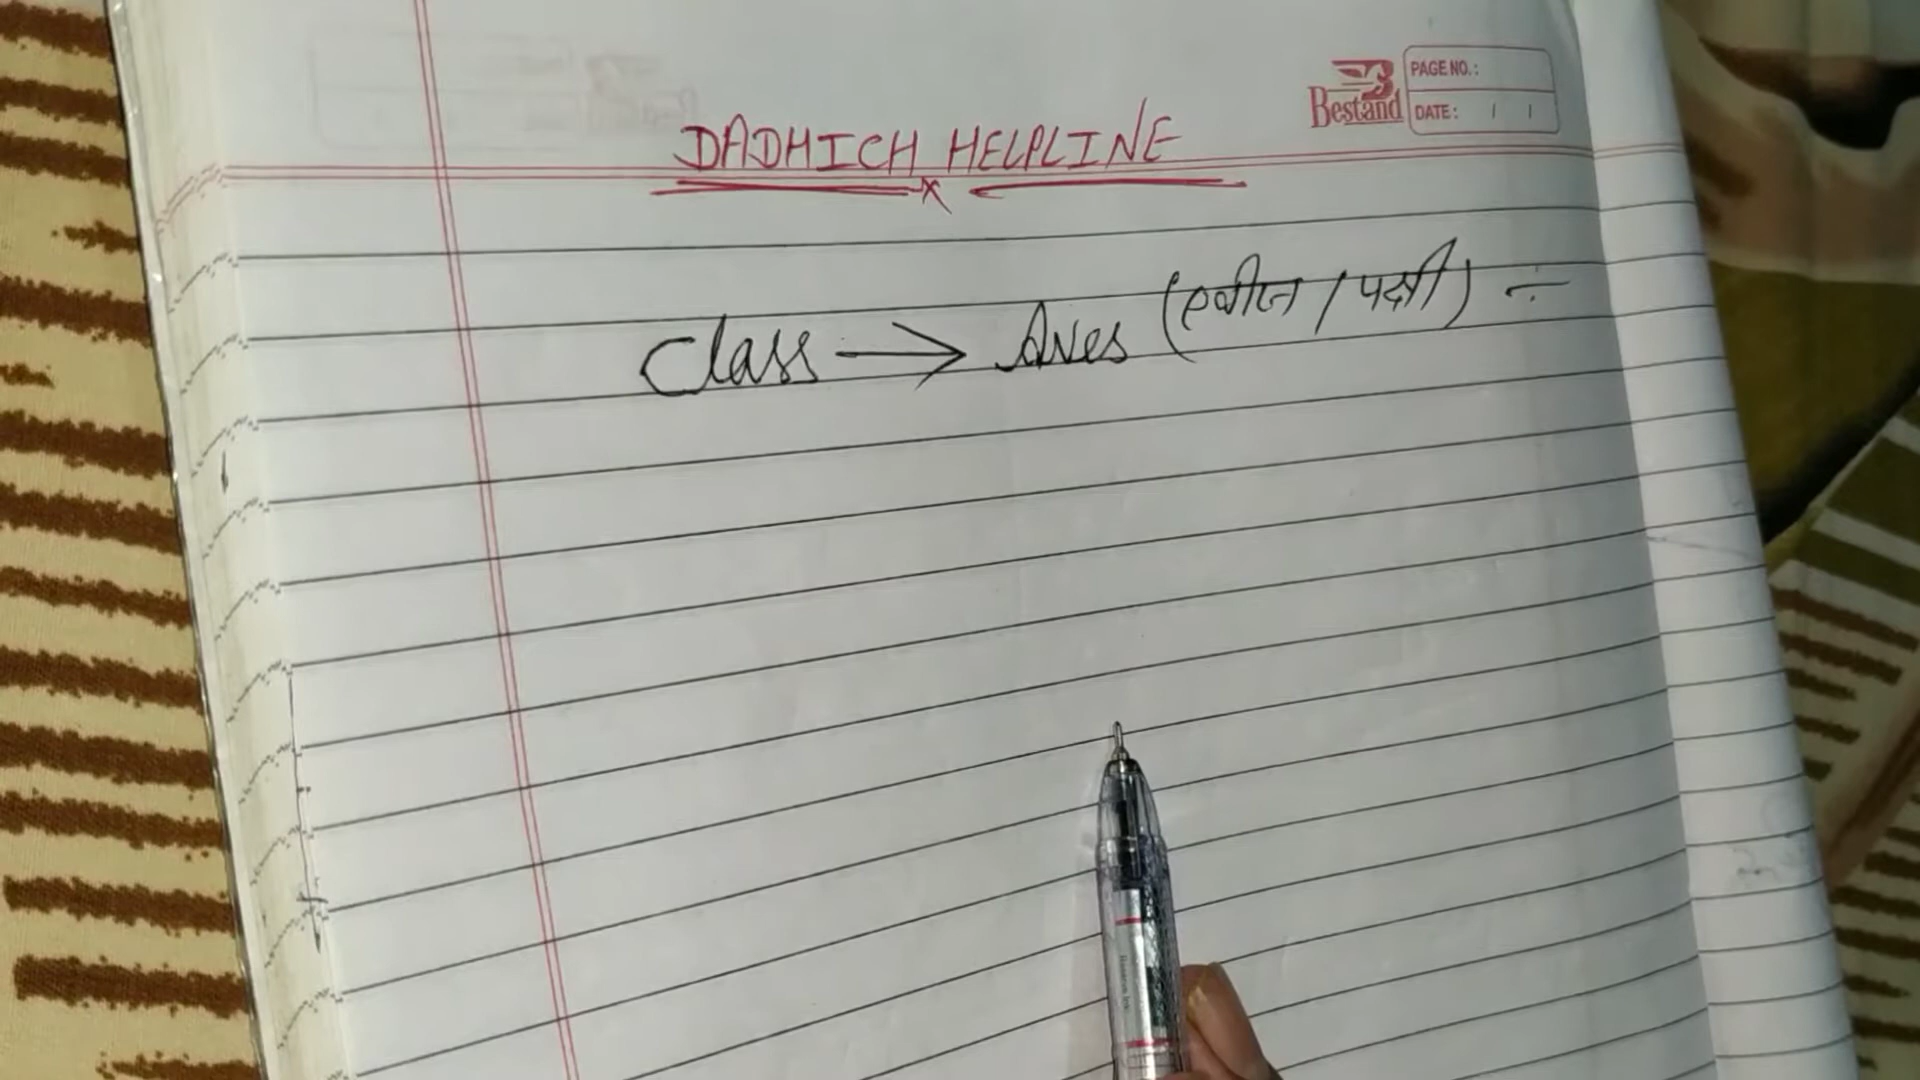 PAGE NO.:
Bestand
DATE: / /
DADHICH HELPLINE
x
Class → Aves (एवीज / पक्षी) ÷